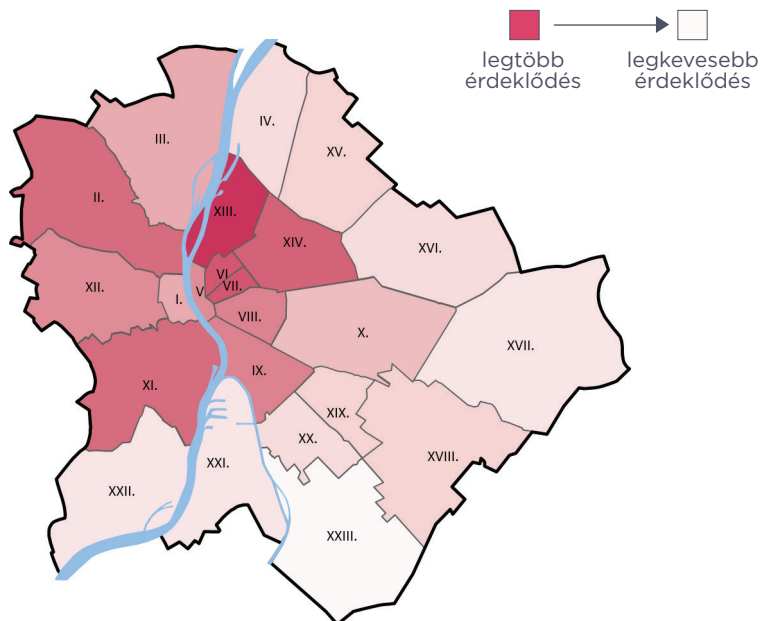 legtöbb
érdeklődés
legkevesebb
érdeklődés
IV.
III.
XV.
II.
XIII.
XIV.
XVI.
VI
XII.
I.
V.
VII.
VIII.
X.
XVII.
IX.
XI.
XIX.
XX.
XVIII.
XXI.
XXII.
XXIII.